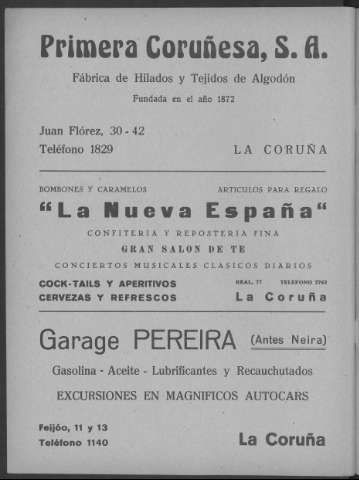 Primera Coruñesa, S. A.
Fábrica de Hilados y Tejidos de Algodón
Fundada en el año 1872
Juan Flórez, 30 - 42
Teléfono 1829 LA CORUÑA
BOMBONES Y CARAMELOS ARTICULOS PARA REGALO
"La Nueva España"
CONFITERIA Y REPOSTERIA FINA
GRAN SALON DE TE
CONCIERTOS MUSICALES CLASICOS DIARIOS
COCK-TAILS Y APERITIVOS REAL, 77 TELEFONO
CERVEZAS Y REFRESCOS La Coruña
Garage PEREIRA (Antes Neira)
Gasolina - Aceite - Lubrificantes y Recauchutados
EXCURSIONES EN MAGNIFICOS AUTOCARS
Feijóo, 11 y 13
Teléfono 1140 La Coruña